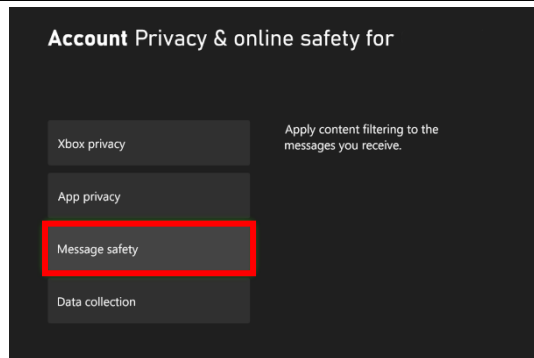 Account Privacy & online safety for
Xbox privacy
Apply content filtering to the
messages you receive.
App privacy
Message safety
Data collection